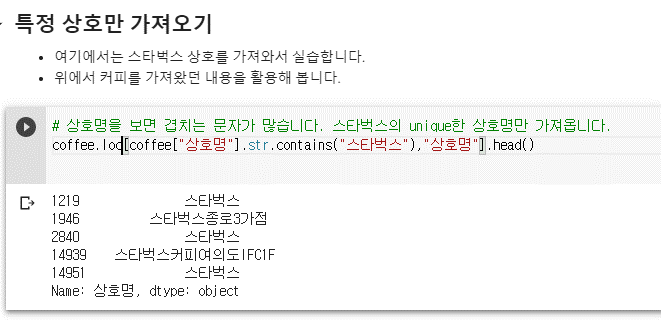 특정 상호만 가져오기
• 여기에서는 스타벅스 상호를 가져와서 실습합니다.
• 위에서 커피를 가져왔던 내용을 활용해 봅니다.
# 상호명을 보면 겹치는 문자가 많습니다. 스타벅스의 unique한 상호명만 가져옵니다.
coffee.loc[coffee["상호명"].str.contains("스타벅스"),"상호명"].head()
1219 스타벅스
1946 스타벅스종로3가점
2840 스타벅스
14939 스타벅스커피여의도IFC1F
14951 스타벅스
Name: 상호명, dtype: object